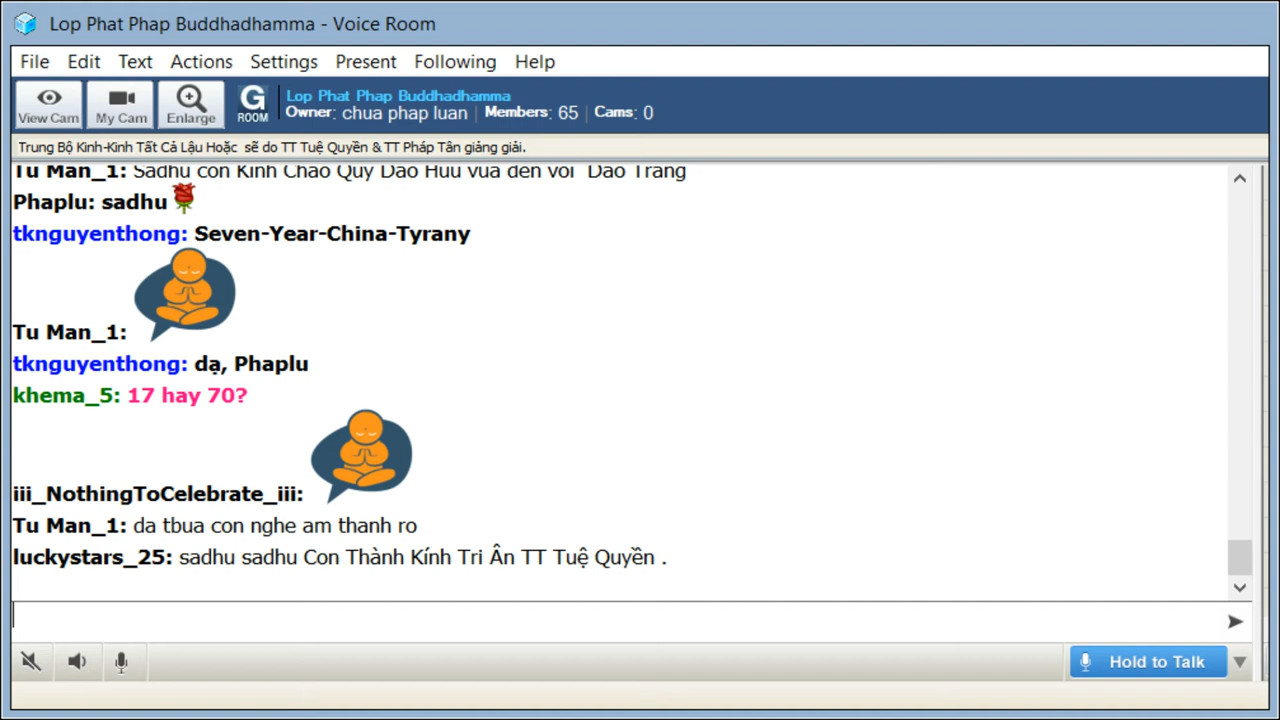 Lop Phat Phap Buddhadhamma - Voice Room
File Edit Text Actions Settings Present Following Help
View Cam My Cam Enlarge G ROOM
Lop Phat Phap Buddhadhamma
Owner: chua phap luan | Members: 65 | Cams: 0
Trung Bộ Kinh-Kinh Tất Cả Lậu Hoặc sẽ do TT Tuệ Quyền & TT Pháp Tân giảng giải.
Tu Man_1: Sadhu con Kinh Chao Quy Dao Huu vua den voi Dao Trang
Phaplu: sadhu
tknguyenthong: Seven-Year-China-Tyrany
Tu Man_1:
tknguyenthong: dạ, Phaplu
khema_5: 17 hay 70?
iii_NothingToCelebrate_iii:
Tu Man_1: da tbua con nghe am thanh ro
luckystars_25: sadhu sadhu Con Thành Kính Tri Ân TT Tuệ Quyền .
Hold to Talk